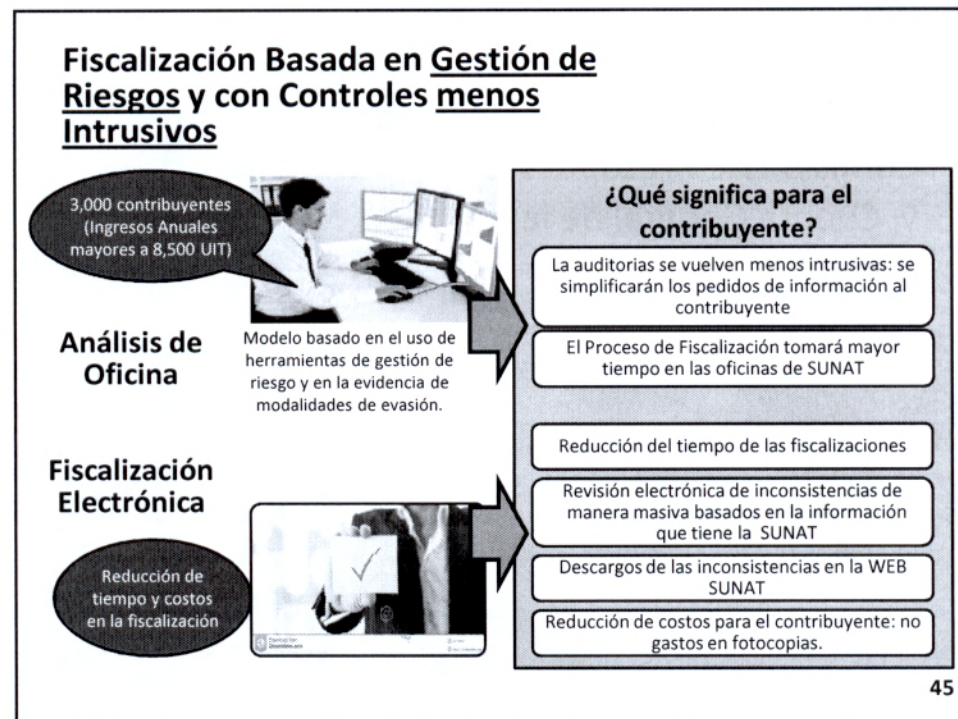 Fiscalización Basada en Gestión de
Riesgos y con Controles menos
Intrusivos
3,000 contribuyentes
(Ingresos Anuales
mayores a 8,500 UIT)
Análisis de
Oficina
Modelo basado en el uso de
herramientas de gestión de
riesgo y en la evidencia de
modalidades de evasión.
Fiscalización
Electrónica
Reducción de
tiempo y costos
en la fiscalización
¿Qué significa para el
contribuyente?
La auditorias se vuelven menos intrusivas: se
simplificarán los pedidos de información al
contribuyente
El Proceso de Fiscalización tomará mayor
tiempo en las oficinas de SUNAT
Reducción del tiempo de las fiscalizaciones
Revisión electrónica de inconsistencias de
manera masiva basados en la información
que tiene la SUNAT
Descargos de las inconsistencias en la WEB
SUNAT
Reducción de costos para el contribuyente: no
gastos en fotocopias.
45